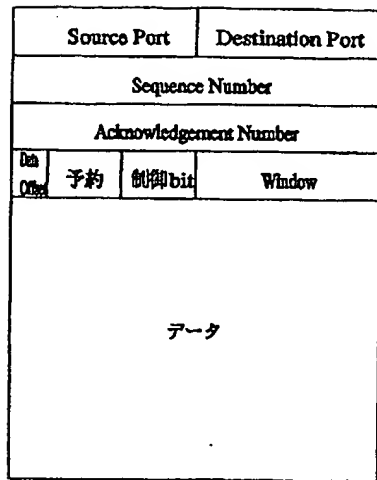 Source Port Destination Port
Sequence Number
Acknowledgement Number
Data Offset 予約 制御bit Window
データ